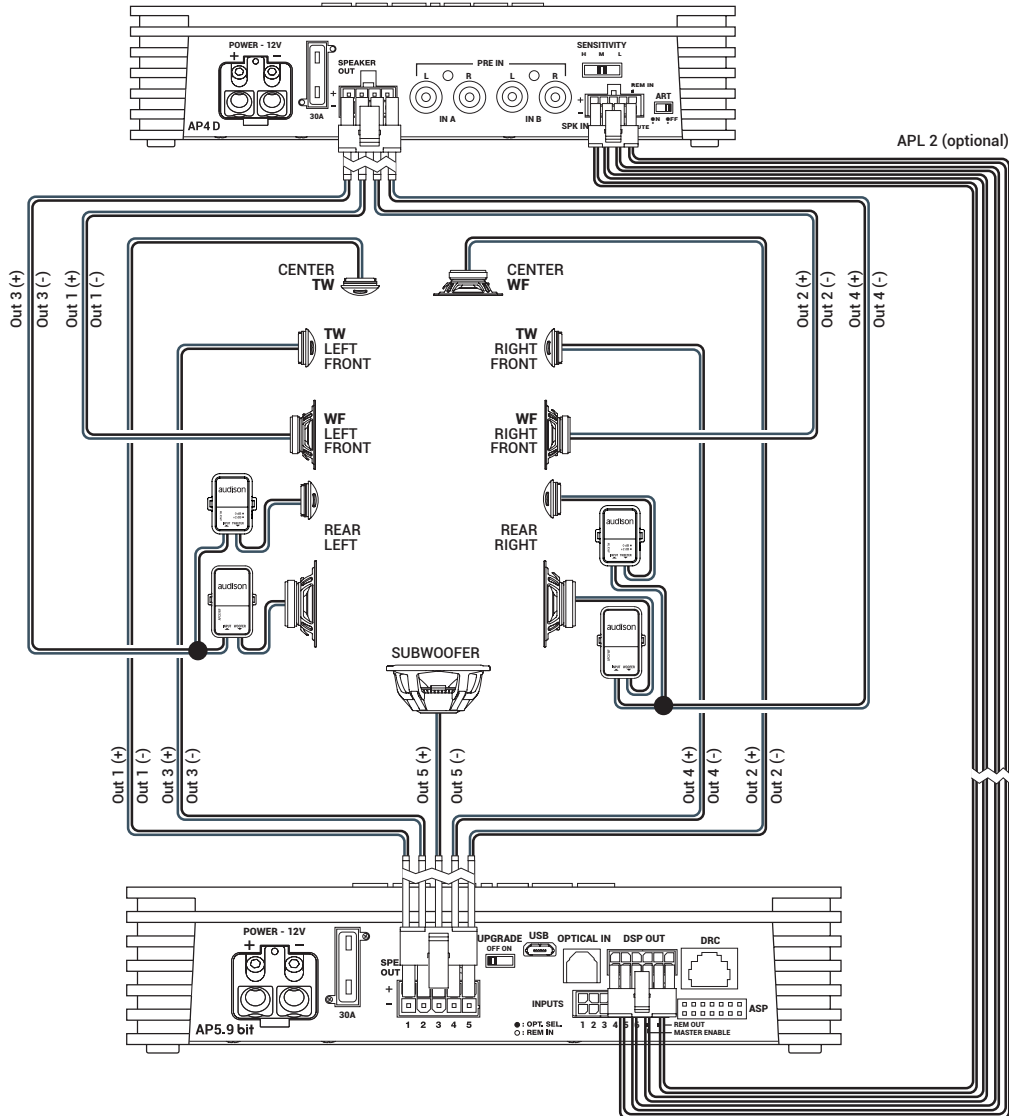 POWER - 12V
+ -
SPEAKER
OUT
+
-
30A
AP4 D
PRE IN
L R L R
IN A IN B
SENSITIVITY
H M L
REM IN
ART
+
-
SPK IN
ON OFF
APL 2 (optional)
Out 3 (+)
Out 3 (-)
Out 1 (+)
Out 1 (-)
Out 2 (+)
Out 2 (-)
Out 4 (+)
Out 4 (-)
CENTER
TW
CENTER
WF
TW
LEFT
FRONT
TW
RIGHT
FRONT
WF
LEFT
FRONT
WF
RIGHT
FRONT
audison
REAR
LEFT
audison
REAR
RIGHT
audison
audison
SUBWOOFER
Out 1 (+)
Out 1 (-)
Out 3 (+)
Out 3 (-)
Out 5 (+)
Out 5 (-)
Out 4 (+)
Out 4 (-)
Out 2 (+)
Out 2 (-)
POWER - 12V
+ -
30A
AP5.9 bit
OUT
+
-
1 2 3 4 5
UPGRADE
OFF ON
USB
OPTICAL IN
DSP OUT
DRC
INPUTS
ASP
1 2 3 4 5 6
● : OPT. SEL.
○ : REM IN
REM OUT
MASTER ENABLE